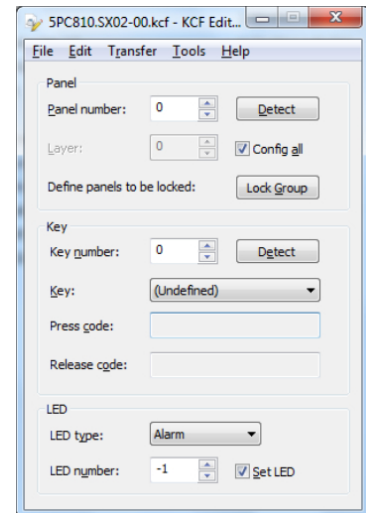 5PC810.SX02-00.kcf - KCF Edit...
File Edit Transfer Tools Help
Panel
Panel number: 0 Detect
Layer: 0 Config all
Define panels to be locked: Lock Group
Key
Key number: 0 Detect
Key: (Undefined)
Press code:
Release code:
LED
LED type: Alarm
LED number: -1 Set LED